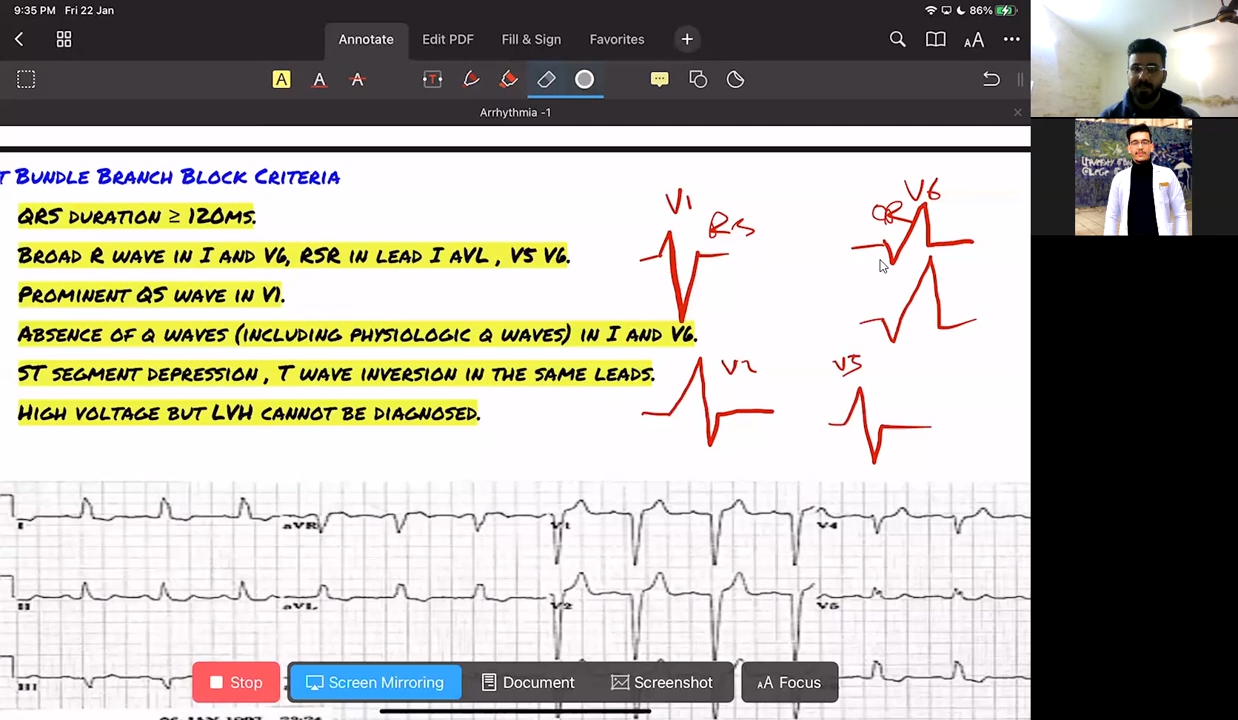 9:35 PM Fri 22 Jan
86%
Annotate Edit PDF Fill & Sign Favorites
Arrhythmia -1
T BUNDLE BRANCH BLOCK CRITERIA
QRS DURATION ≥ 120MS.
BROAD R WAVE IN I AND V6, RSR IN LEAD I AVL , V5 V6.
PROMINENT QS WAVE IN V1.
ABSENCE OF Q WAVES (INCLUDING PHYSIOLOGIC Q WAVES) IN I AND V6.
ST SEGMENT DEPRESSION , T WAVE INVERSION IN THE SAME LEADS.
HIGH VOLTAGE BUT LVH CANNOT BE DIAGNOSED.
V1
RS
V6
QR
V2
V5
I aVR V1 V4
II aVL V2 V5
III
Stop Screen Mirroring Document Screenshot Focus